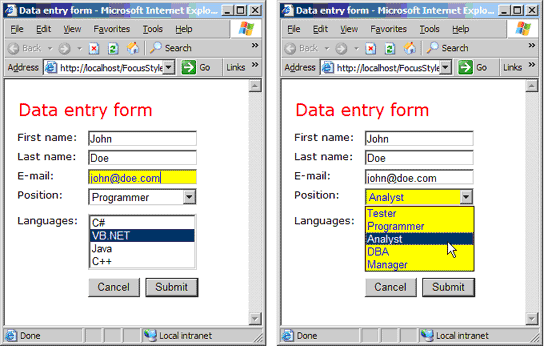 Data entry form - Microsoft Internet Explo...
File Edit View Favorites Tools Help
Back Search »
Address http://localhost/FocusStyle Go Links »
Data entry form
First name: John
Last name: Doe
E-mail: john@doe.com
Position: Programmer
Languages: C#
VB.NET
Java
C++
Cancel Submit
Done Local intranet
Data entry form - Microsoft Internet Explo...
File Edit View Favorites Tools Help
Back Search »
Address http://localhost/FocusStyle Go Links »
Data entry form
First name: John
Last name: Doe
E-mail: john@doe.com
Position: Analyst
Tester
Languages: Programmer
Analyst
DBA
Manager
Cancel Submit
Done Local intranet